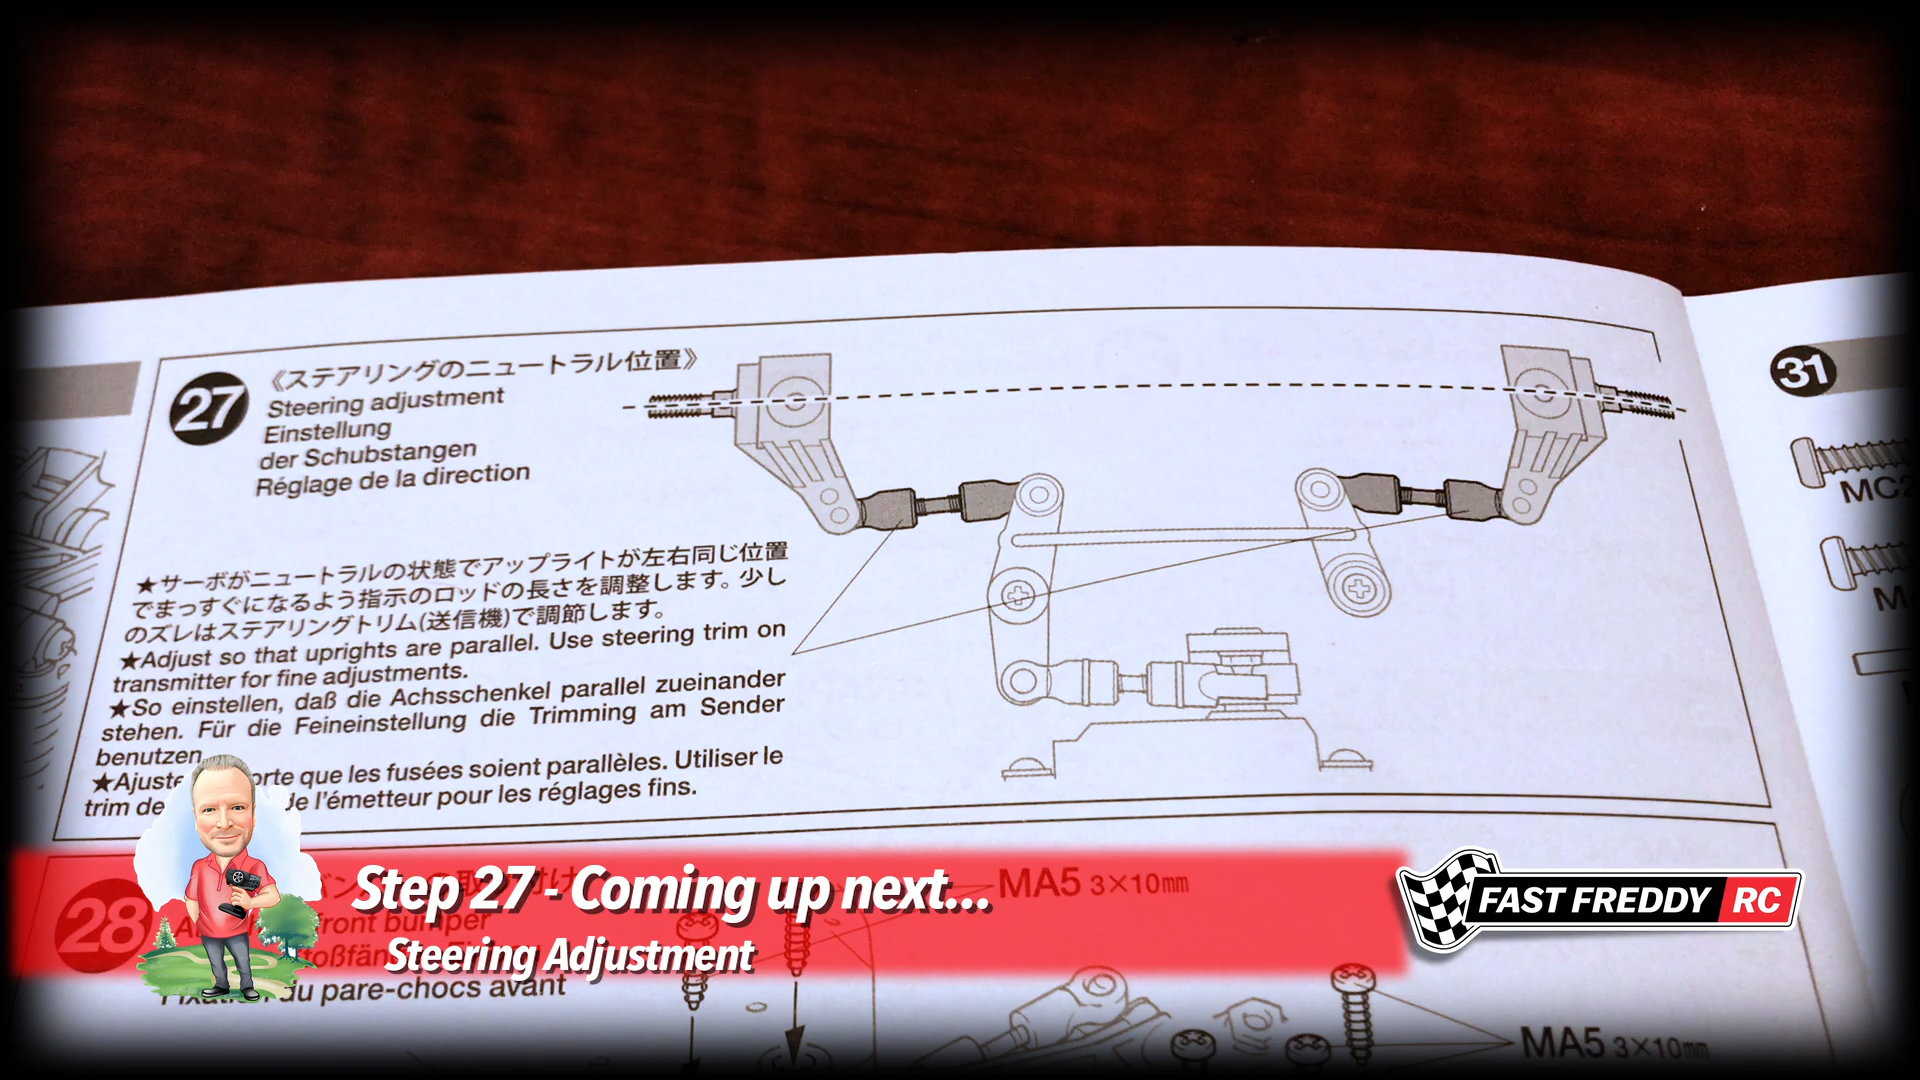 27
《ステアリングのニュートラル位置》
Steering adjustment
Einstellung
der Schubstangen
Réglage de la direction
★サーボがニュートラルの状態でアップライトが左右同じ位置
でまっすぐになるよう指示のロッドの長さを調整します。少し
のズレはステアリングトリム(送信機)で調節します。
★Adjust so that uprights are parallel. Use steering trim on
transmitter for fine adjustments.
★So einstellen, daß die Achsschenkel parallel zueinander
stehen. Für die Feineinstellung die Trimming am Sender
benutzen.
que les fusées soient parallèles. Utiliser le
trim de l'émetteur pour les réglages fins.
31
MC2
28
front bumper
du pare-chocs avant
MA5 3×10㎜
MA5 3×10㎜
Step 27 - Coming up next...
Steering Adjustment
FAST FREDDY RC